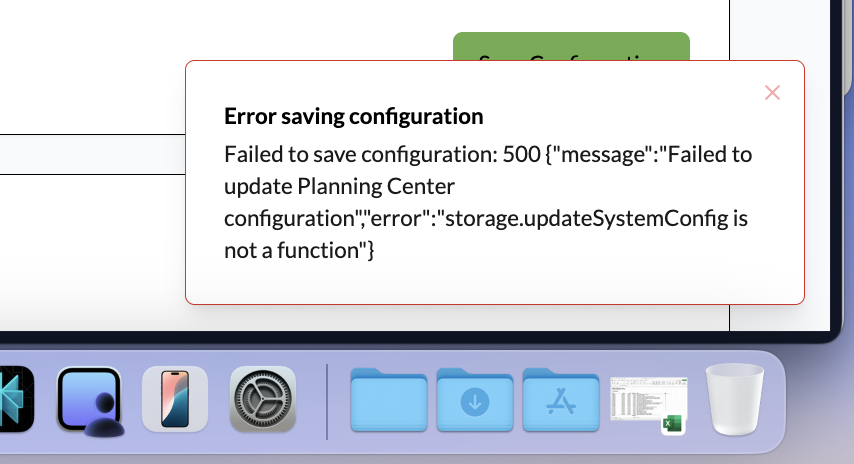 Error saving configuration
Failed to save configuration: 500 {"message":"Failed to
update Planning Center
configuration","error":"storage.updateSystemConfig is
not a function"}